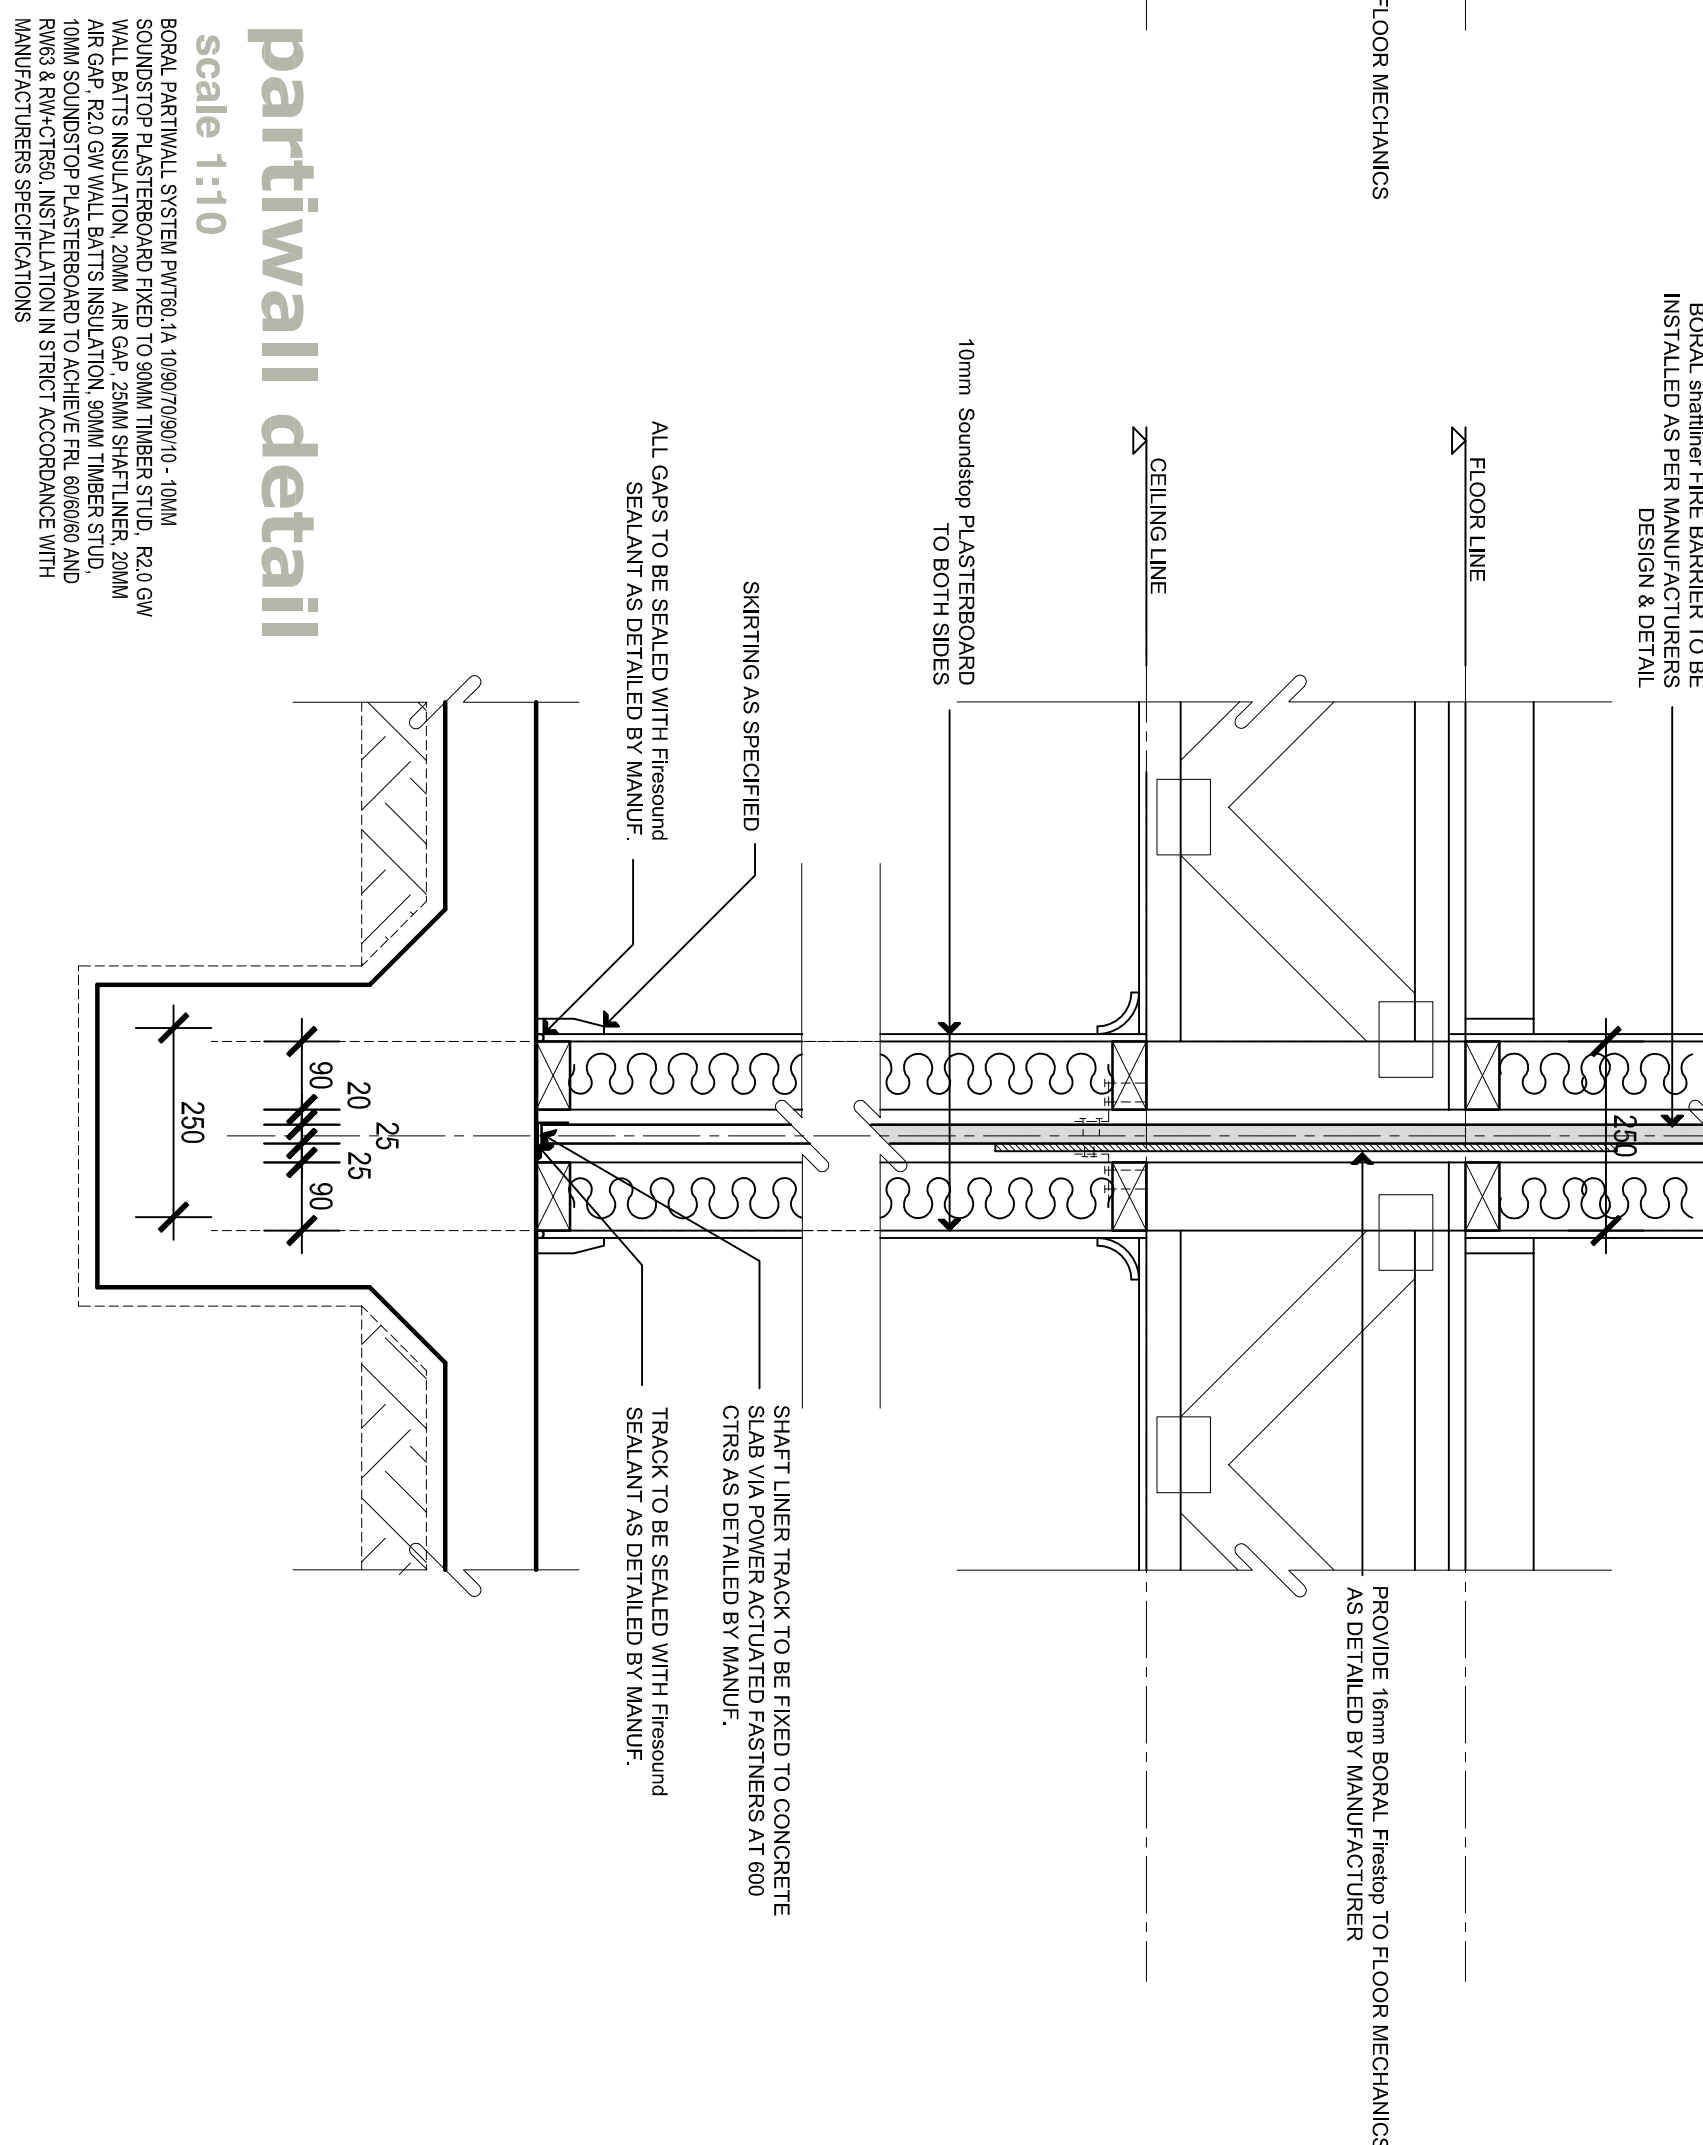 FLOOR MECHANICS
BORAL shaftliner FIRE BARRIER TO BE
INSTALLED AS PER MANUFACTURERS
DESIGN & DETAIL
FLOOR LINE
250
PROVIDE 16mm BORAL Firestop TO FLOOR MECHANICS
AS DETAILED BY MANUFACTURER
CEILING LINE
10mm Soundstop PLASTERBOARD
TO BOTH SIDES
SKIRTING AS SPECIFIED
ALL GAPS TO BE SEALED WITH Firesound
SEALANT AS DETAILED BY MANUF.
SHAFT LINER TRACK TO BE FIXED TO CONCRETE
SLAB VIA POWER ACTUATED FASTNERS AT 600
CTRS AS DETAILED BY MANUF.
TRACK TO BE SEALED WITH Firesound
SEALANT AS DETAILED BY MANUF.
25
20
25
90
90
250
partiwall detail
scale 1:10
BORAL PARTIWALL SYSTEM PWT60.1A 10/90/70/90/10 - 10MM
SOUNDSTOP PLASTERBOARD FIXED TO 90MM TIMBER STUD, R2.0 GW
WALL BATTS INSULATION, 20MM AIR GAP, 25MM SHAFTLINER, 20MM
AIR GAP, R2.0 GW WALL BATTS INSULATION, 90MM TIMBER STUD,
10MM SOUNDSTOP PLASTERBOARD TO ACHIEVE FRL 60/60/60 AND
RW63 & RW+CTR50. INSTALLATION IN STRICT ACCORDANCE WITH
MANUFACTURERS SPECIFICATIONS